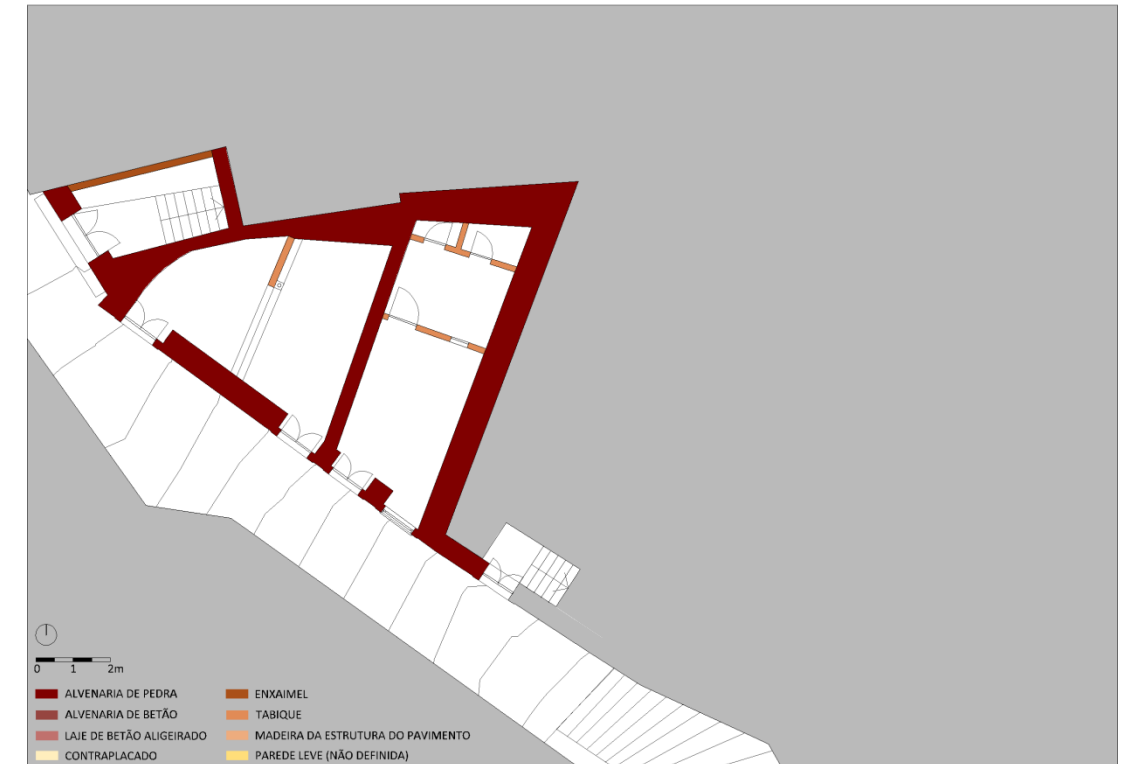 0 1 2m
ALVENARIA DE PEDRA
ALVENARIA DE BETÃO
LAJE DE BETÃO ALIGEIRADO
CONTRAPLACADO
ENXAIMEL
TABIQUE
MADEIRA DA ESTRUTURA DO PAVIMENTO
PAREDE LEVE (NÃO DEFINIDA)